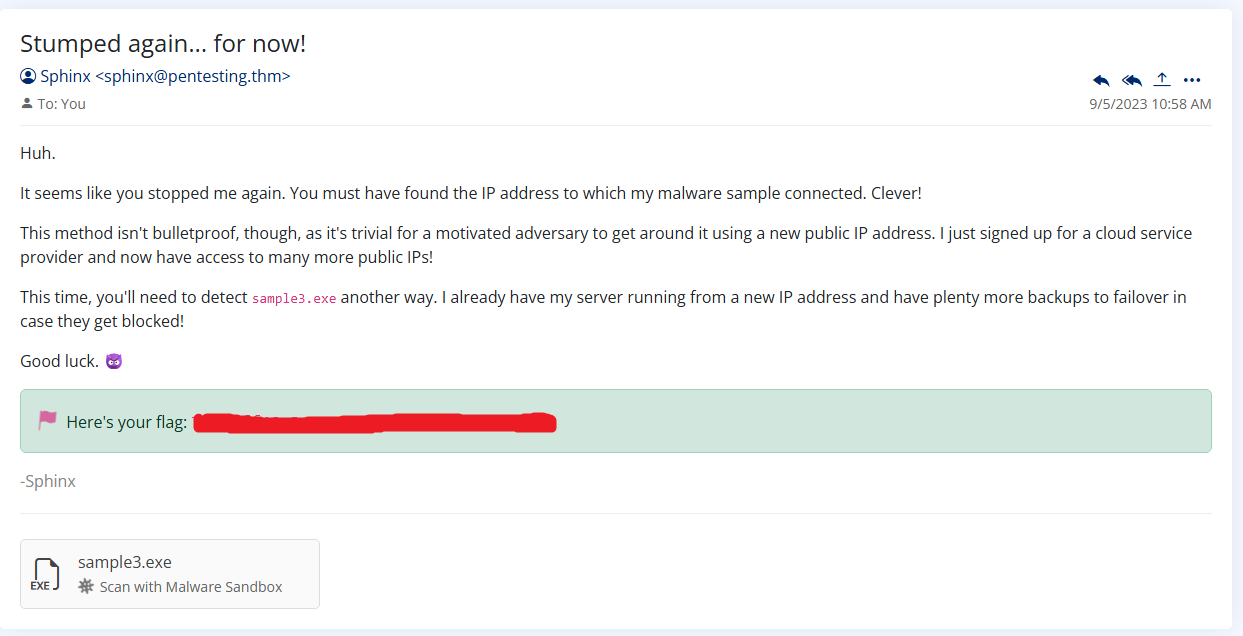 Stumped again... for now!
Sphinx <sphinx@pentesting.thm>
To: You
9/5/2023 10:58 AM
Huh.
It seems like you stopped me again. You must have found the IP address to which my malware sample connected. Clever!
This method isn't bulletproof, though, as it's trivial for a motivated adversary to get around it using a new public IP address. I just signed up for a cloud service
provider and now have access to many more public IPs!
This time, you'll need to detect sample3.exe another way. I already have my server running from a new IP address and have plenty more backups to failover in
case they get blocked!
Good luck. 😈
Here's your flag:
-Sphinx
EXE
sample3.exe
Scan with Malware Sandbox